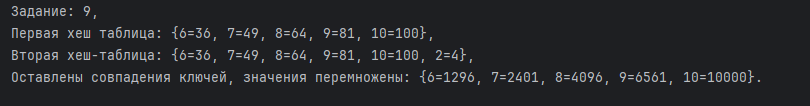 Задание: 9,
Первая хеш таблица: {6=36, 7=49, 8=64, 9=81, 10=100},
Вторая хеш-таблица: {6=36, 7=49, 8=64, 9=81, 10=100, 2=4},
Оставлены совпадения ключей, значения перемножены: {6=1296, 7=2401, 8=4096, 9=6561, 10=10000}.